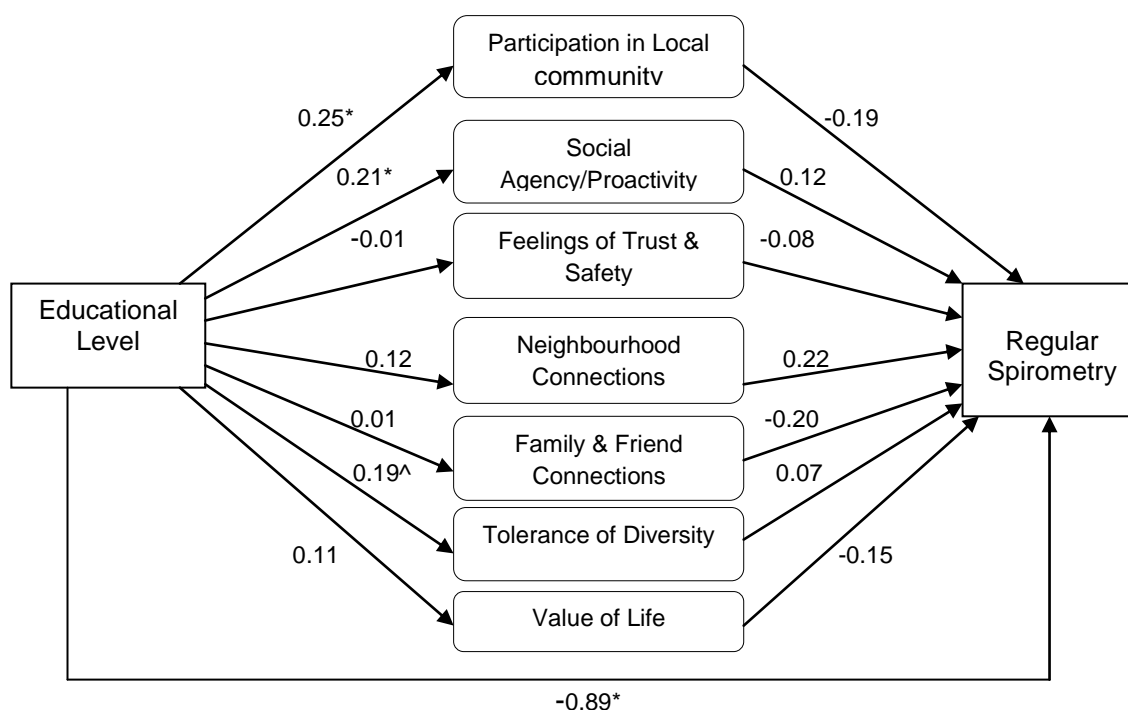 Participation in Local
community
0.25*
-0.19
Social
Agency/Proactivity
0.21*
0.12
-0.01
Feelings of Trust &
Safety
-0.08
Educational
Level
Regular
Spirometry
Neighbourhood
Connections
0.12
0.22
0.01
Family & Friend
Connections
-0.20
0.19^
0.07
Tolerance of Diversity
0.11
-0.15
Value of Life
-0.89*